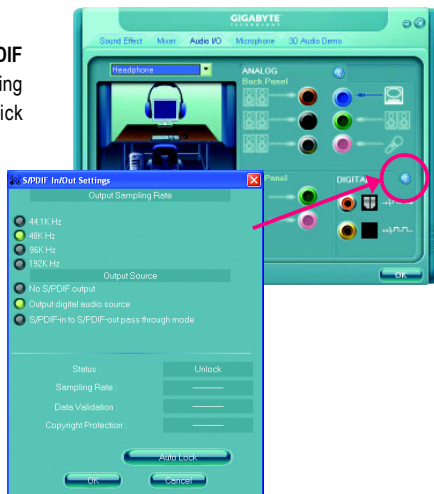 GIGABYTE
TECHNOLOGY
Sound Effect Mixer Audio I/O Microphone 3D Audio Demo
DIF
ing
ick
Headphone
ANALOG
Back Panel
Panel
DIGITAL
OK
S/PDIF In/Out Settings
Output Sampling Rate
44.1K Hz
48K Hz
96K Hz
192K Hz
Output Source
No S/PDIF output
Output digital audio source
S/PDIF-in to S/PDIF-out pass through mode
Status : Unlock
Sampling Rate :
Data Validation :
Copyright Protection :
Auto Lock
OK Cancel